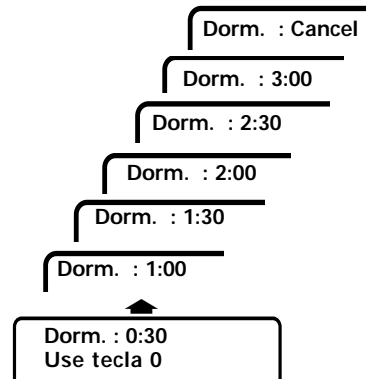 Dorm. : Cancel
Dorm. : 3:00
Dorm. : 2:30
Dorm. : 2:00
Dorm. : 1:30
Dorm. : 1:00
Dorm. : 0:30
Use tecla 0